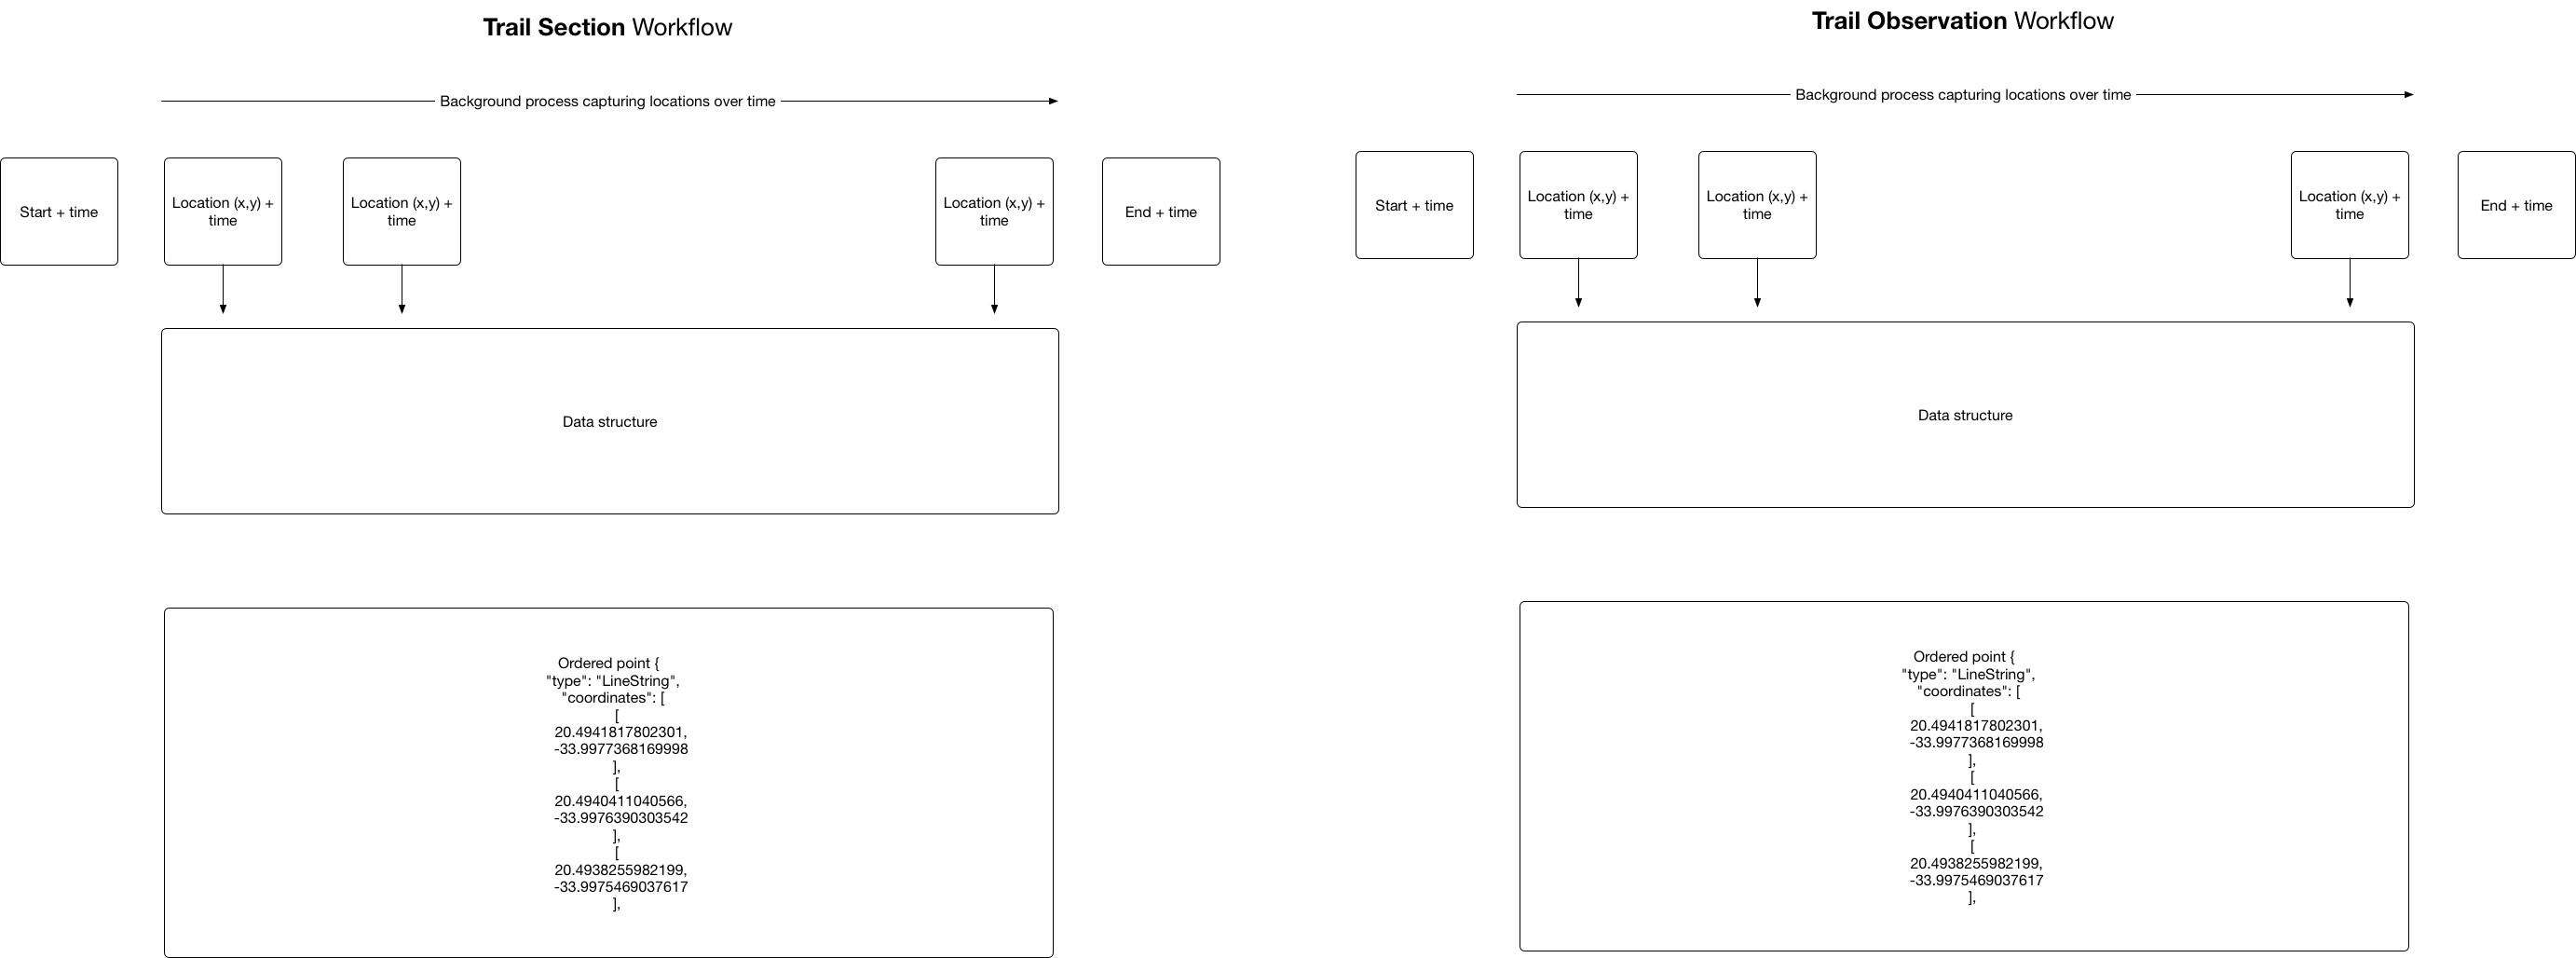 Trail Section Workflow
Background process capturing locations over time
Start + time
Location (x,y) +
time
Location (x,y) +
time
Location (x,y) +
time
End + time
Data structure
Ordered point {
"type": "LineString",
"coordinates": [
[
20.4941817802301,
-33.9977368169998
],
[
20.4940411040566,
-33.9976390303542
],
[
20.4938255982199,
-33.9975469037617
],
Trail Observation Workflow
Background process capturing locations over time
Start + time
Location (x,y) +
time
Location (x,y) +
time
Location (x,y) +
time
End + time
Data structure
Ordered point {
"type": "LineString",
"coordinates": [
[
20.4941817802301,
-33.9977368169998
],
[
20.4940411040566,
-33.9976390303542
],
[
20.4938255982199,
-33.9975469037617
],